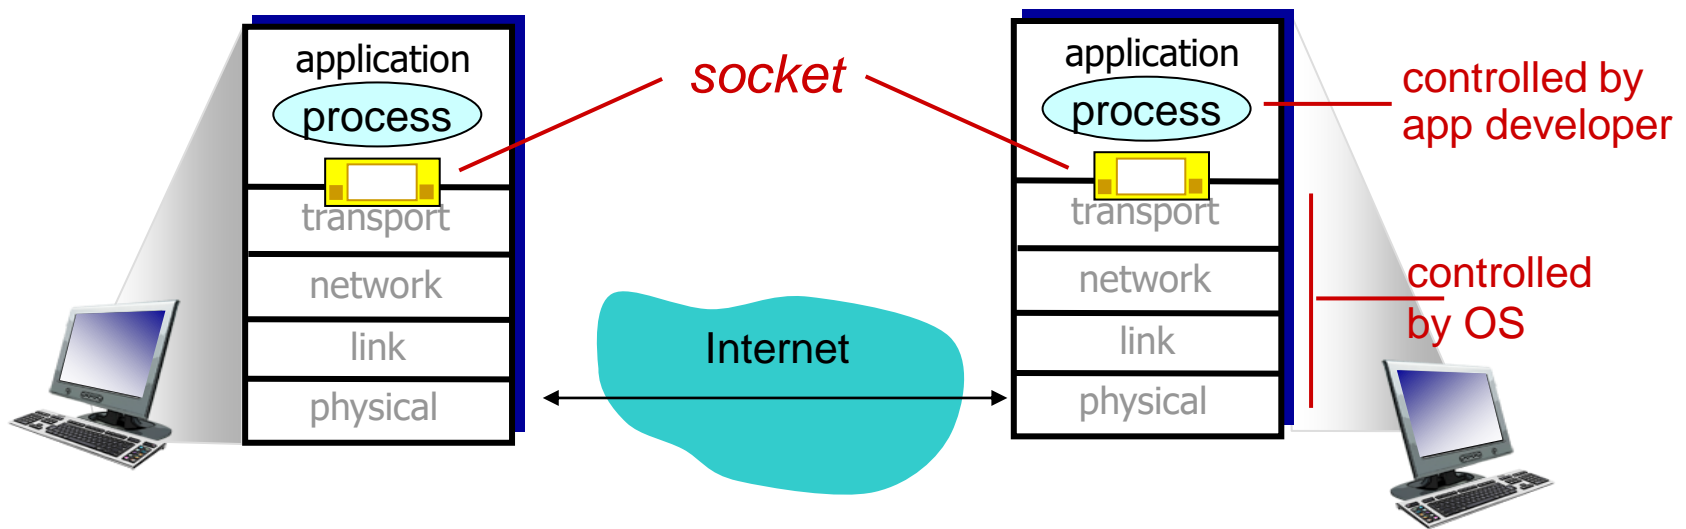 application
process
transport
network
link
physical
socket
Internet
application
process
transport
network
link
physical
controlled by
app developer
controlled
by OS